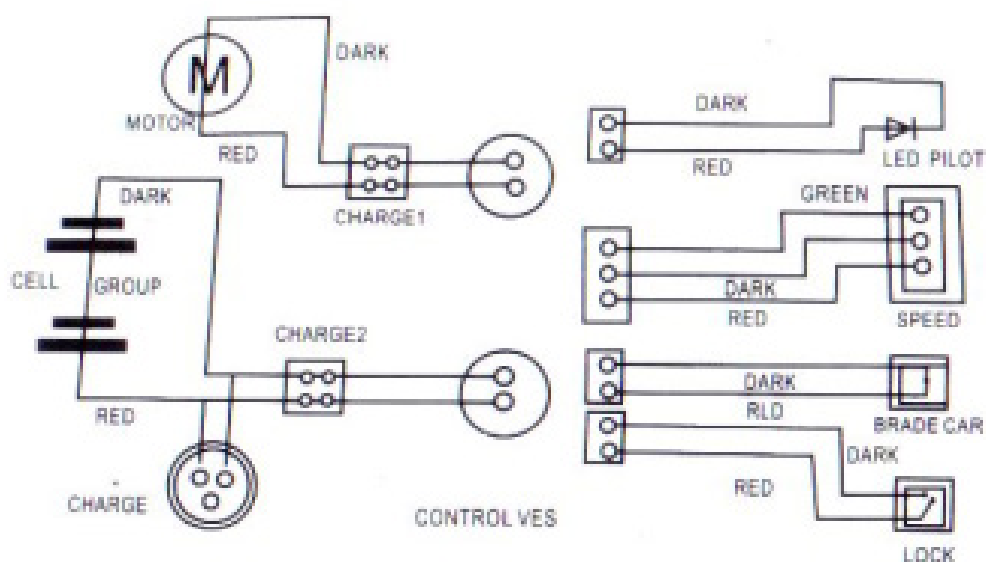 DARK
M
MOTOR
RED
CHARGE1
DARK
CELL GROUP
CHARGE2
RED
CHARGE
CONTROL VES
DARK
RED
LED PILOT
GREEN
DARK
RED
SPEED
DARK
RLD
BRADE CAR
DARK
RED
LOCK